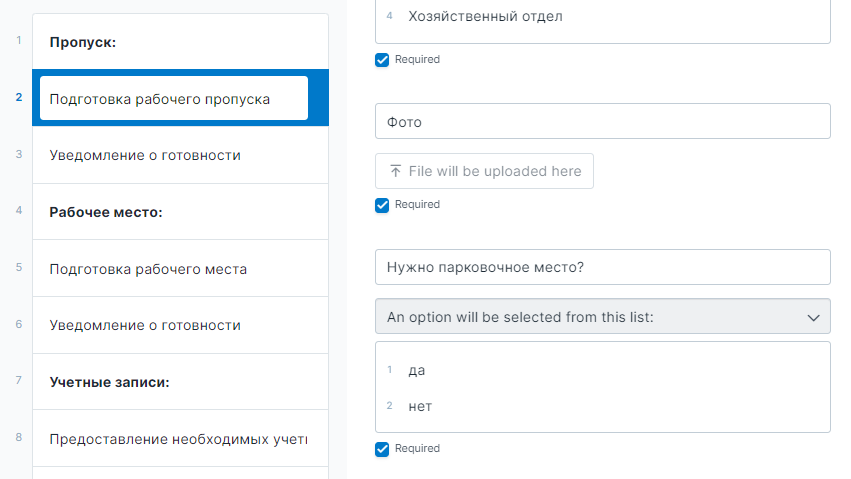 1 Пропуск:
2 Подготовка рабочего пропуска
3 Уведомление о готовности
4 Рабочее место:
5 Подготовка рабочего места
6 Уведомление о готовности
7 Учетные записи:
8 Предоставление необходимых
4 Хозяйственный отдел
Required
Фото
File will be uploaded here
Required
Нужно парковочное место?
An option will be selected from this list:
1 да
2 нет
Required